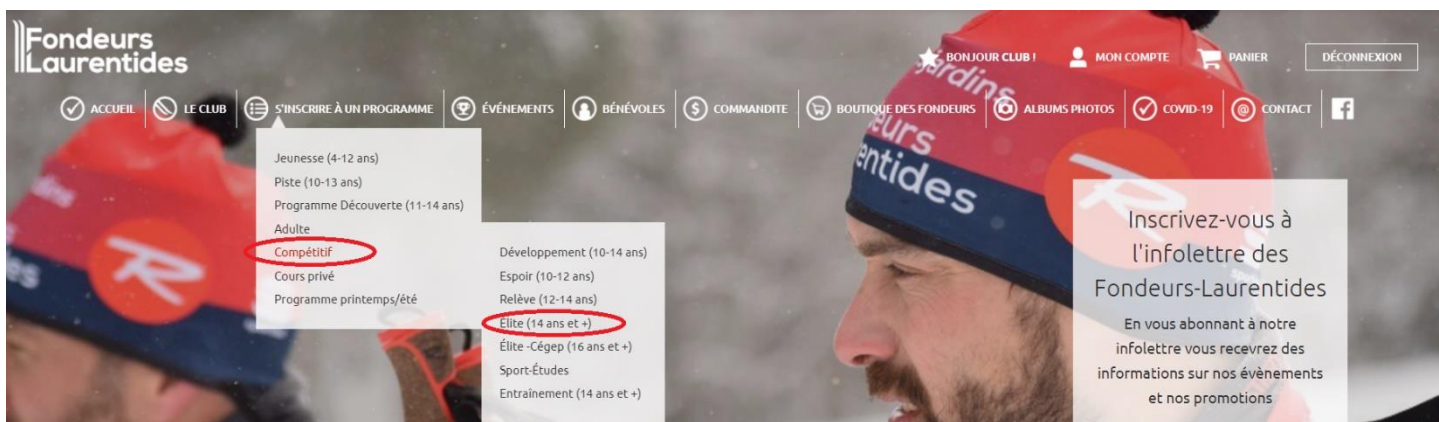 Fondeurs
Laurentides
BONJOUR CLUB !
MON COMPTE
PANIER
DÉCONNEXION
ACCUEIL
LE CLUB
S'INSCRIRE À UN PROGRAMME
ÉVÉNEMENTS
BÉNÉVOLES
COMMANDITE
BOUTIQUE DES FONDEURS
ALBUMS PHOTOS
COVID-19
CONTACT
Jeunesse (4-12 ans)
Piste (10-13 ans)
Programme Découverte (11-14 ans)
Adulte
Compétitif
Cours privé
Programme printemps/été
Développement (10-14 ans)
Espoir (10-12 ans)
Relève (12-14 ans)
Élite (14 ans et +)
Élite -Cégep (16 ans et +)
Sport-Études
Entraînement (14 ans et +)
Inscrivez-vous à
l'infolettre des
Fondeurs-Laurentides
En vous abonnant à notre
infolettre vous recevrez des
informations sur nos évènements
et nos promotions